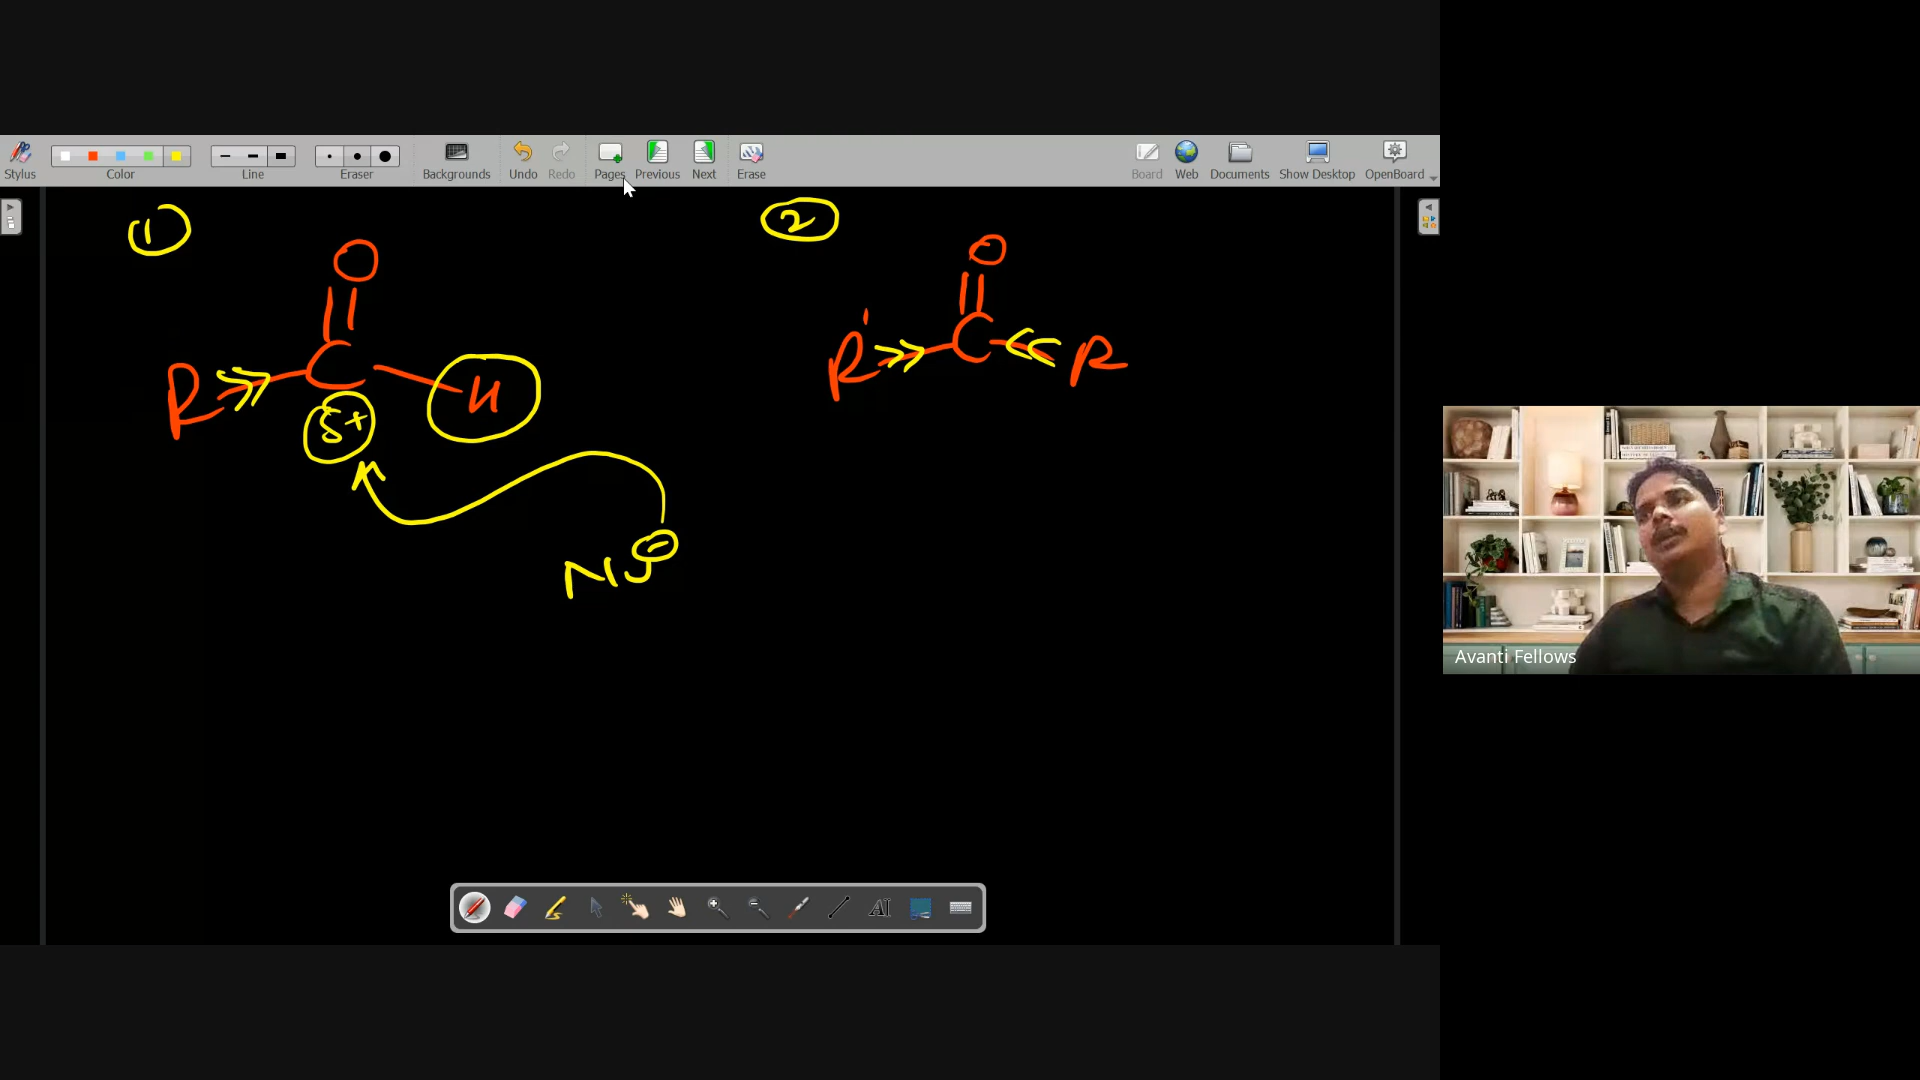 Stylus Color Line Eraser Backgrounds Undo Redo Pages Previous Next Erase Board Web Documents Show Desktop OpenBoard
1 2
O O
R C H R' C R
δ+
Nu⊖
AI
Avanti Fellows